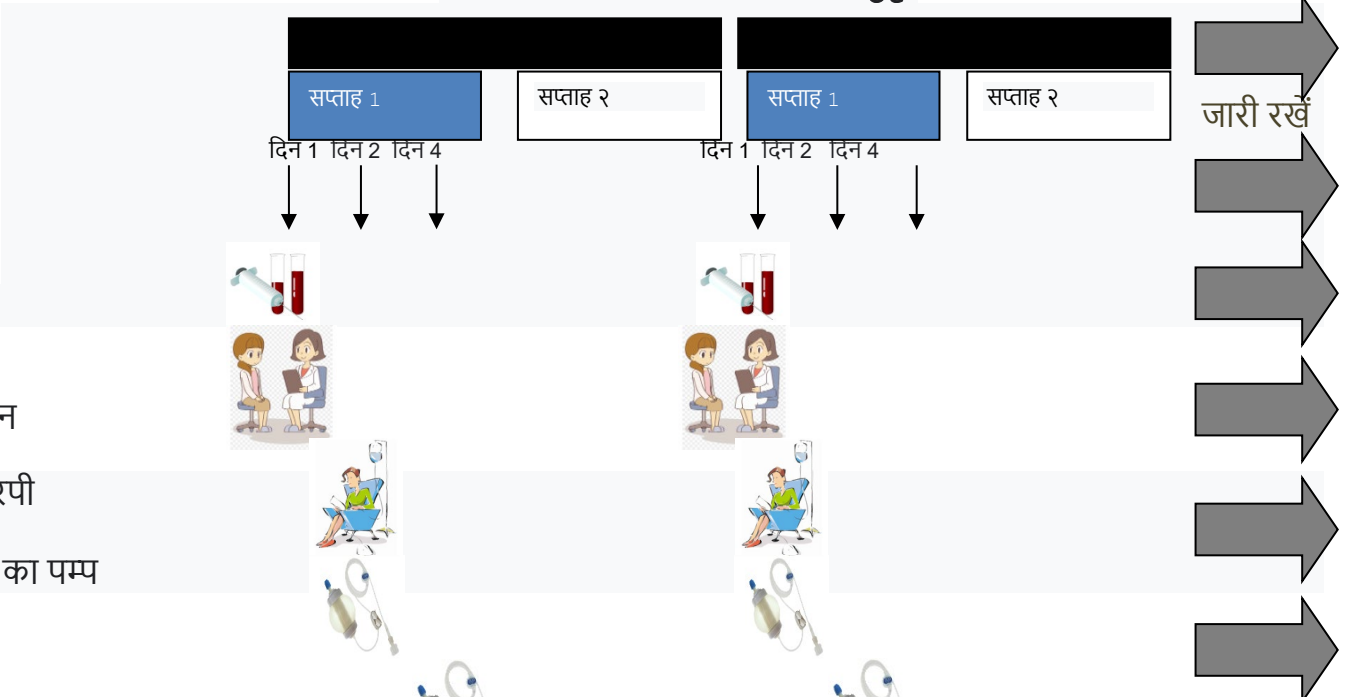 सप्ताह 1 सप्ताह २ सप्ताह 1 सप्ताह २
जारी रखें
दिन 1 दिन 2 दिन 4 दिन 1 दिन 2 दिन 4
का पम्प